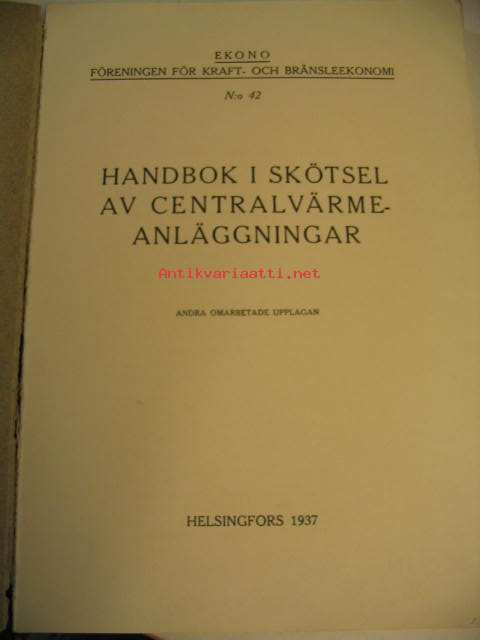 EKONO
FÖRENINGEN FÖR KRAFT- OCH BRÄNSLEEKONOMI
N:o 42
HANDBOK I SKÖTSEL
AV CENTRALVÄRME-
ANLÄGGNINGAR
Antikvariaatti.net
ANDRA OMARBETADE UPPLAGAN
HELSINGFORS 1937